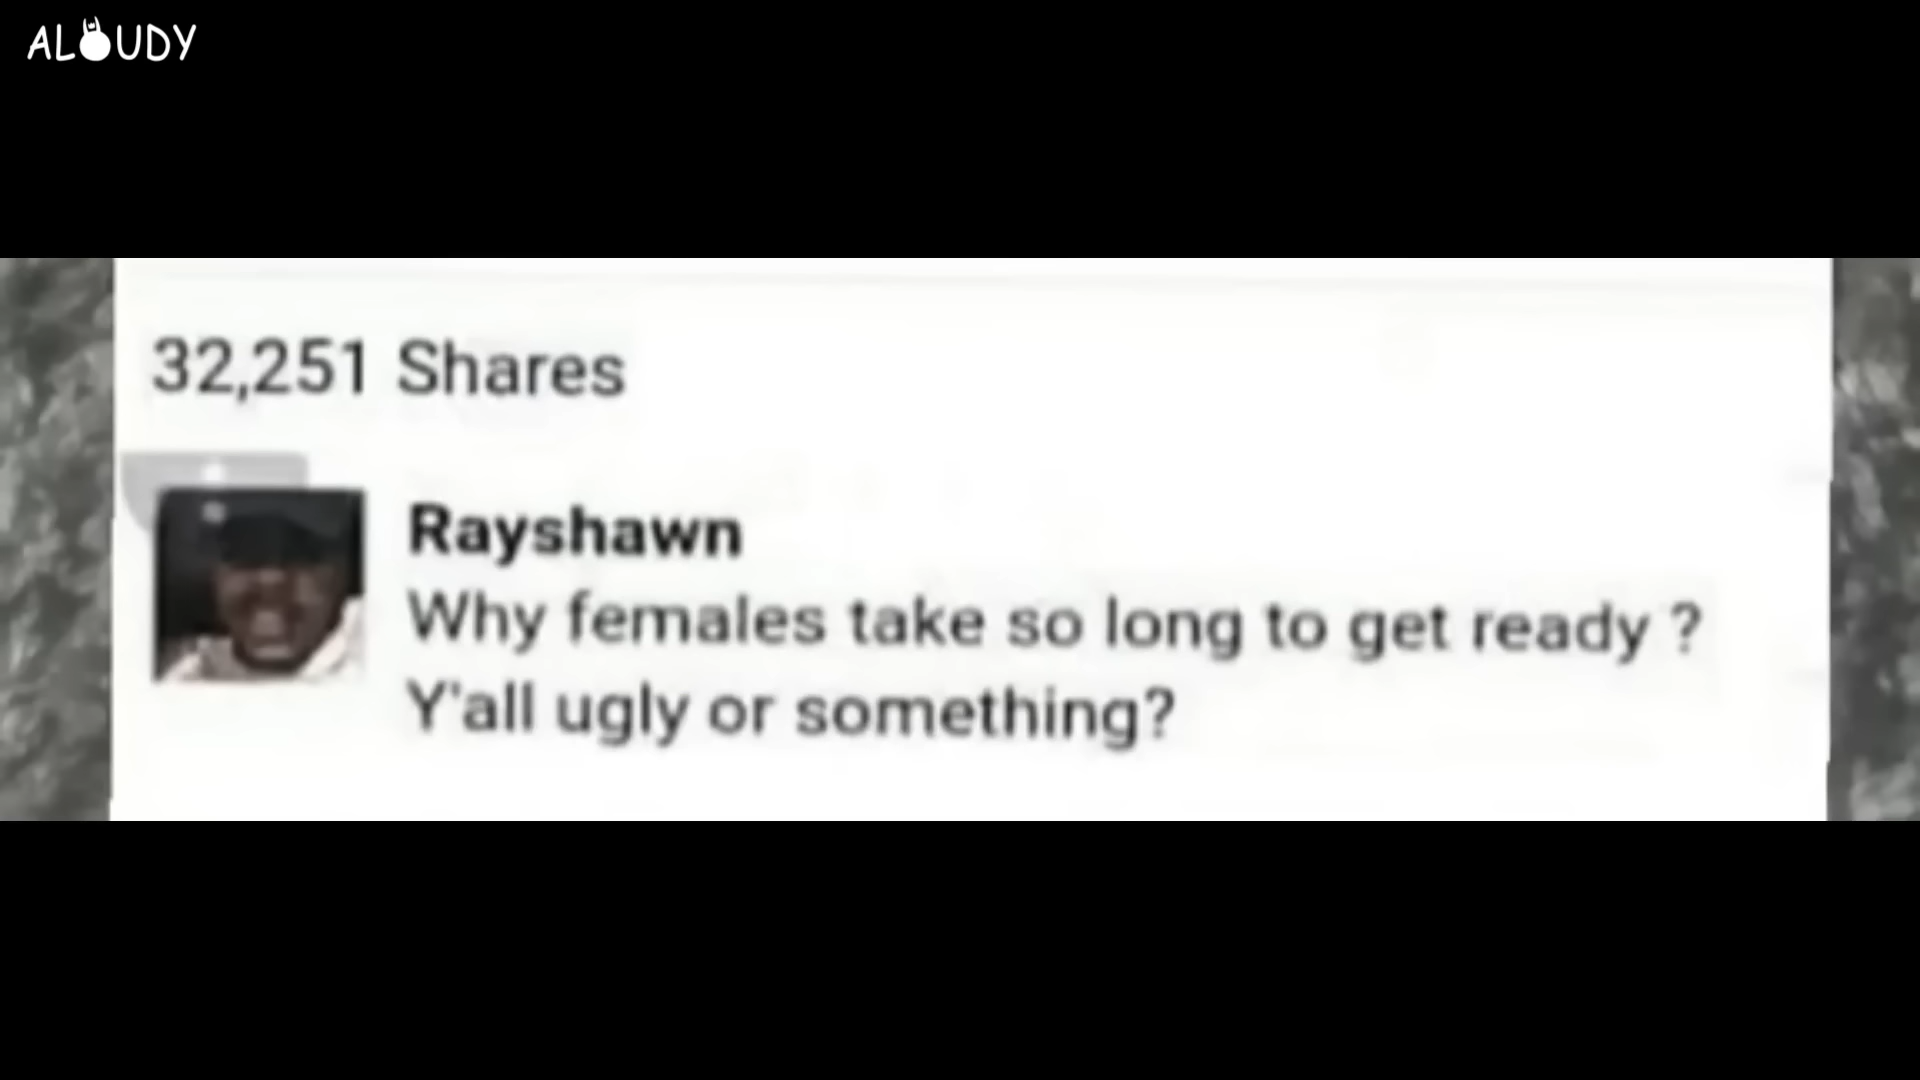 ALOUDY
32,251 Shares
Rayshawn
Why females take so long to get ready ?
Y'all ugly or something?